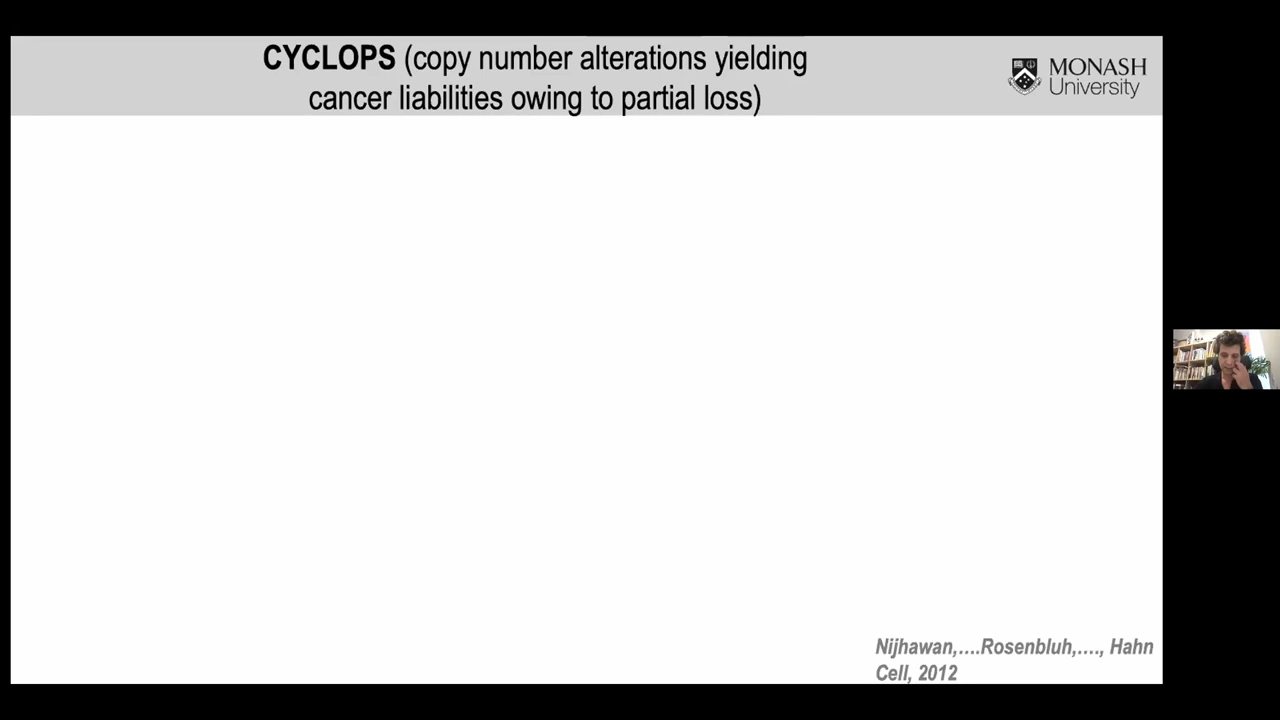 CYCLOPS (copy number alterations yielding
cancer liabilities owing to partial loss)
MONASH
University
Nijhawan,....Rosenbluh,...., Hahn
Cell, 2012